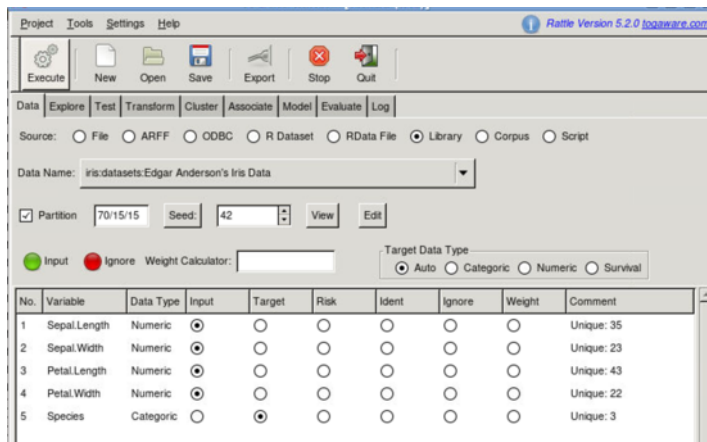 Project Tools Settings Help Rattle Version 5.2.0 togaware.com
Execute New Open Save Export Stop Quit
Data Explore Test Transform Cluster Associate Model Evaluate Log
Source: File ARFF ODBC R Dataset RData File Library Corpus Script
Data Name: iris:datasets:Edgar Anderson's Iris Data
Partition 70/15/15 Seed: 42 View Edit
Target Data Type
Input Ignore Weight Calculator: Auto Categoric Numeric Survival
No. Variable Data Type Input Target Risk Ident Ignore Weight Comment
1 Sepal.Length Numeric Unique: 35
2 Sepal.Width Numeric Unique: 23
3 Petal.Length Numeric Unique: 43
4 Petal.Width Numeric Unique: 22
5 Species Categoric Unique: 3